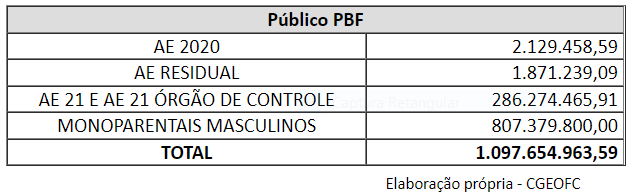 Público PBF
AE 2020 2.129.458,59
AE RESIDUAL 1.871.239,09
AE 21 E AE 21 ÓRGÃO DE CONTROLE 286.274.465,91
MONOPARENTAIS MASCULINOS 807.379.800,00
TOTAL 1.097.654.963,59
Elaboração própria - CGEOFC